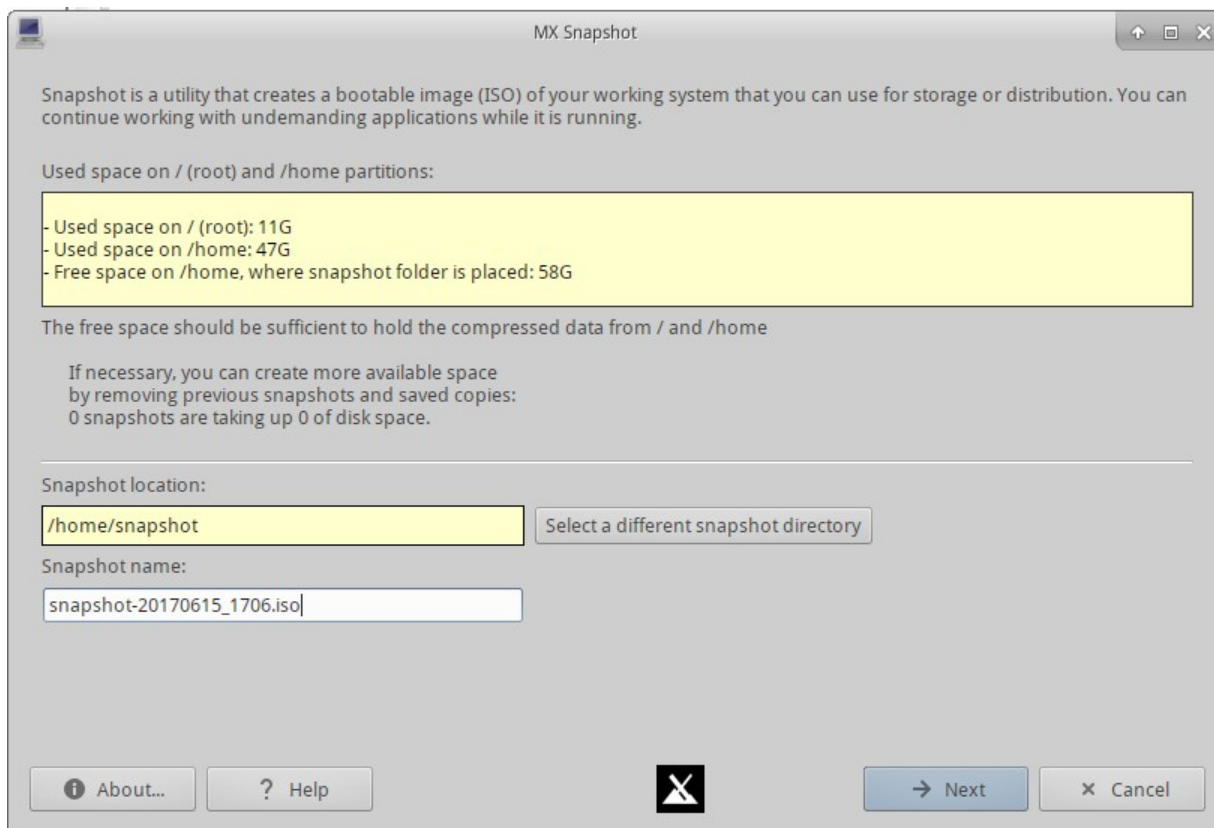 MX Snapshot
Snapshot is a utility that creates a bootable image (ISO) of your working system that you can use for storage or distribution. You can
continue working with undemanding applications while it is running.
Used space on / (root) and /home partitions:
- Used space on / (root): 11G
- Used space on /home: 47G
- Free space on /home, where snapshot folder is placed: 58G
The free space should be sufficient to hold the compressed data from / and /home
If necessary, you can create more available space
by removing previous snapshots and saved copies:
0 snapshots are taking up 0 of disk space.
Snapshot location:
/home/snapshot
Select a different snapshot directory
Snapshot name:
snapshot-20170615_1706.iso
About...
? Help
Next
Cancel